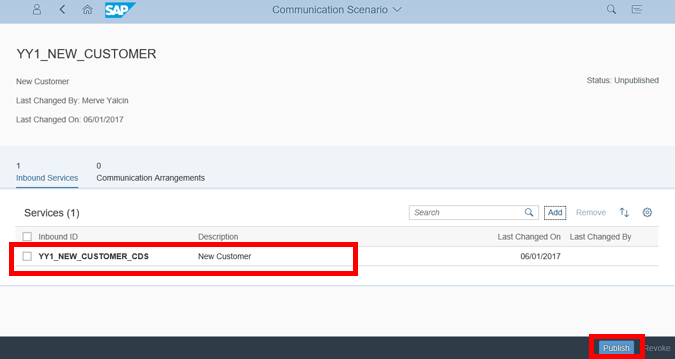 SAP
Communication Scenario
YY1_NEW_CUSTOMER
New Customer
Status: Unpublished
Last Changed By: Merve Yalcin
Last Changed On: 06/01/2017
1 0
Inbound Services Communication Arrangements
Services (1) Search Add Remove
Inbound ID Description Last Changed On Last Changed By
YY1_NEW_CUSTOMER_CDS New Customer 06/01/2017
Publish Revoke